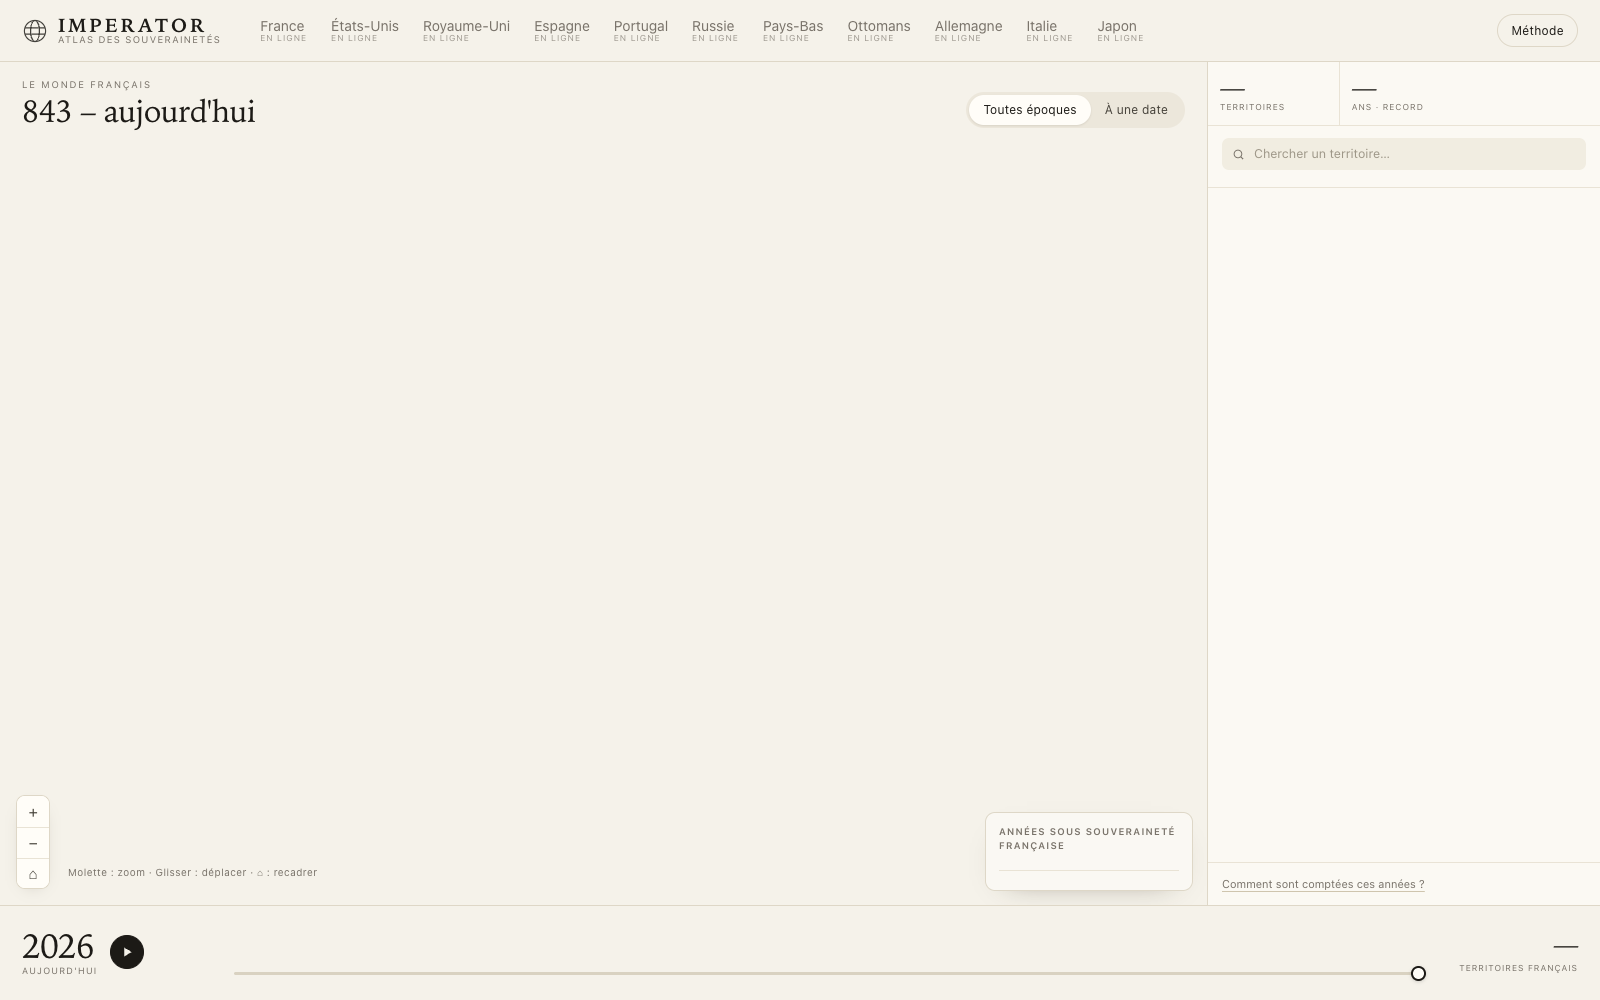 IMPERATOR
ATLAS DES SOUVERAINETÉS
France
EN LIGNE
États-Unis
EN LIGNE
Royaume-Uni
EN LIGNE
Espagne
EN LIGNE
Portugal
EN LIGNE
Russie
EN LIGNE
Pays-Bas
EN LIGNE
Ottomans
EN LIGNE
Allemagne
EN LIGNE
Italie
EN LIGNE
Japon
EN LIGNE
Méthode
LE MONDE FRANÇAIS
843 – aujourd'hui
Toutes époques
À une date
—
TERRITOIRES
—
ANS · RECORD
Chercher un territoire…
+
−
⌂
Molette : zoom · Glisser : déplacer · ⌂ : recadrer
ANNÉES SOUS SOUVERAINETÉ
FRANÇAISE
Comment sont comptées ces années ?
2026
AUJOURD'HUI
—
TERRITOIRES FRANÇAIS